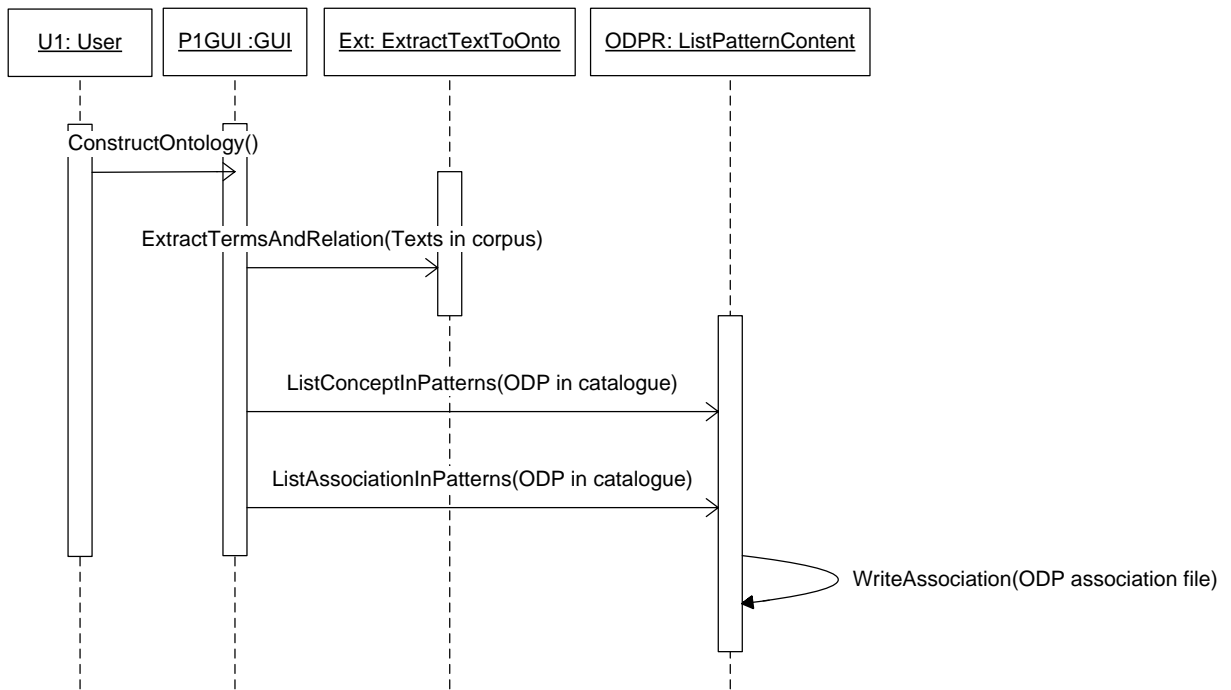 U1: User
P1GUI :GUI
Ext: ExtractTextToOnto
ODPR: ListPatternContent
ConstructOntology()
ExtractTermsAndRelation(Texts in corpus)
ListConceptInPatterns(ODP in catalogue)
ListAssociationInPatterns(ODP in catalogue)
WriteAssociation(ODP association file)